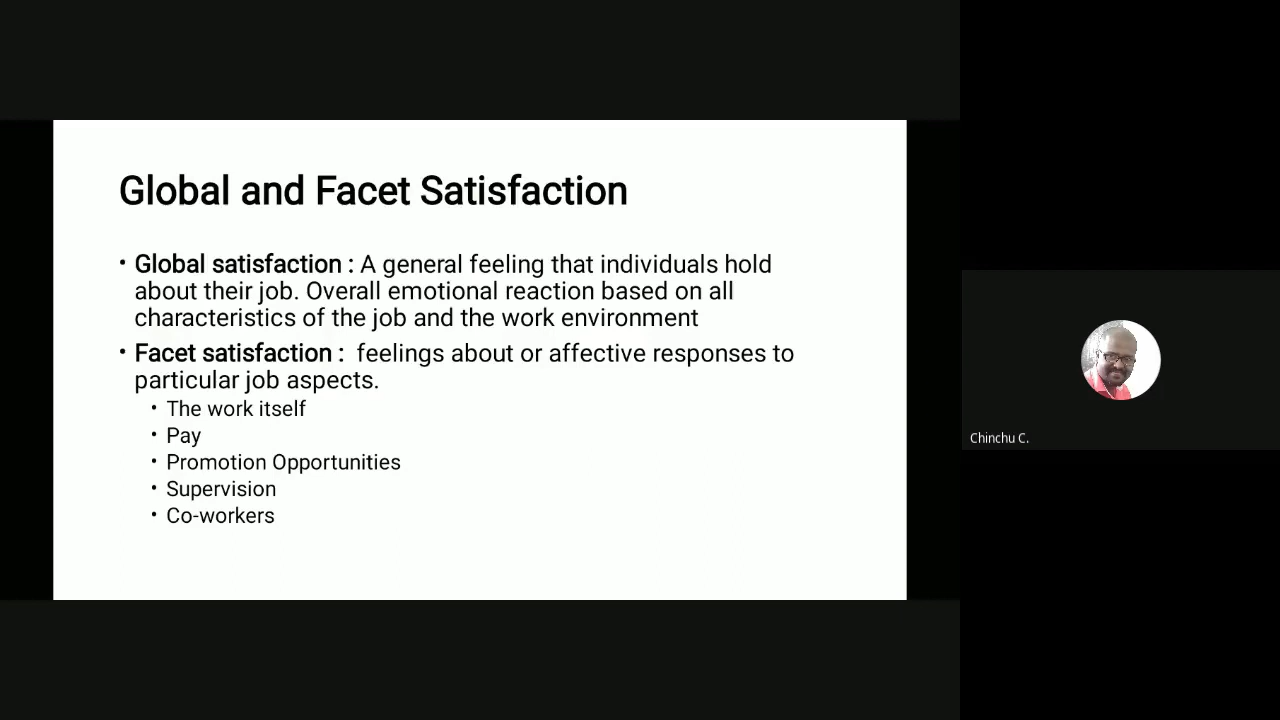 Global and Facet Satisfaction
• Global satisfaction : A general feeling that individuals hold
about their job. Overall emotional reaction based on all
characteristics of the job and the work environment
• Facet satisfaction :  feelings about or affective responses to
particular job aspects.
• The work itself
• Pay
• Promotion Opportunities
• Supervision
• Co-workers
Chinchu C.